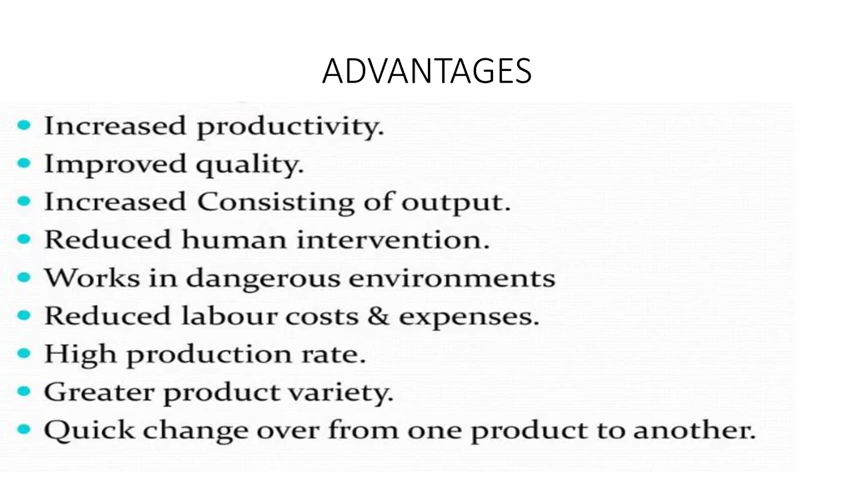 ADVANTAGES
• Increased productivity.
• Improved quality.
• Increased Consisting of output.
• Reduced human intervention.
• Works in dangerous environments
• Reduced labour costs & expenses.
• High production rate.
• Greater product variety.
• Quick change over from one product to another.